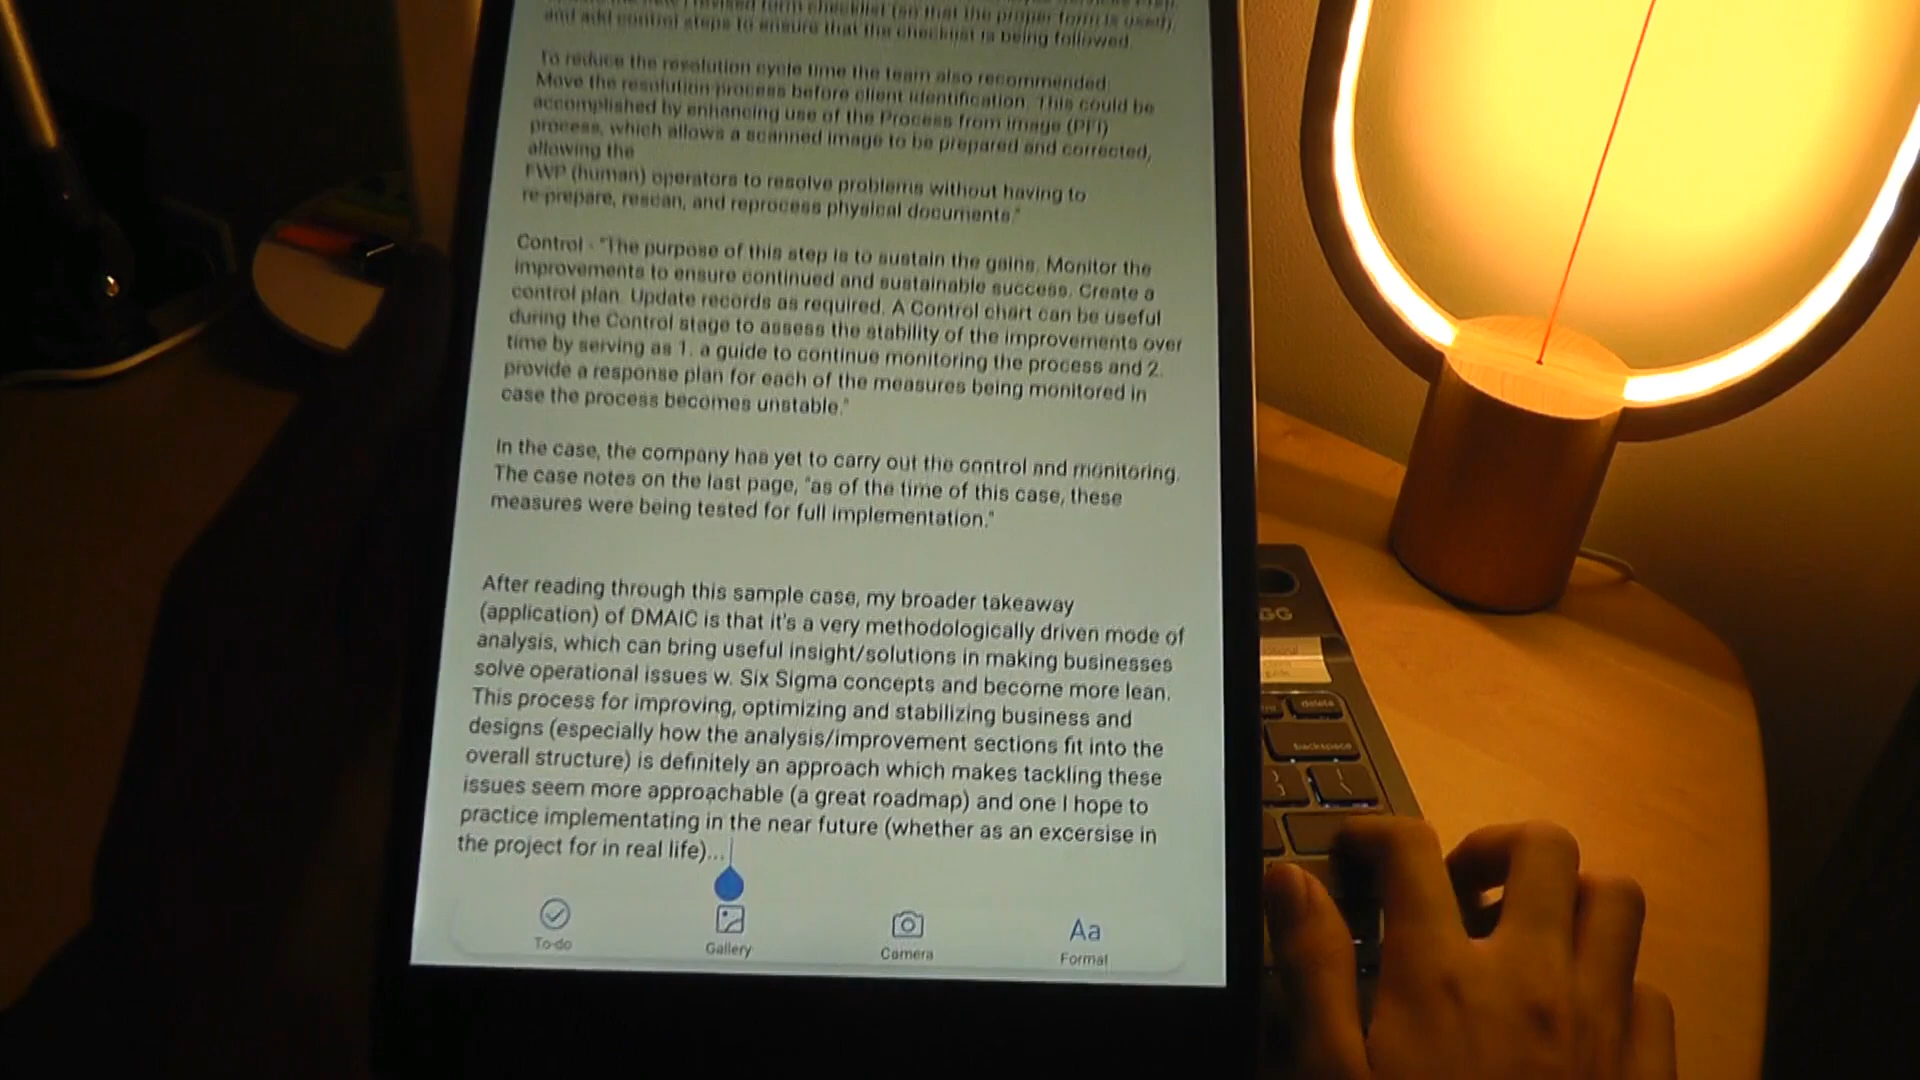 revised form checklist (so that the proper form is used),
and add control steps to ensure that the checklist is being followed.
To reduce the resolution cycle time the team also recommended:
Move the resolution process before client identification. This could be
accomplished by enhancing use of the Process from image (PFI)
process, which allows a scanned image to be prepared and corrected,
allowing the
FWP (human) operators to resolve problems without having to
re-prepare, rescan, and reprocess physical documents."
Control - "The purpose of this step is to sustain the gains. Monitor the
improvements to ensure continued and sustainable success. Create a
control plan. Update records as required. A Control chart can be useful
during the Control stage to assess the stability of the improvements over
time by serving as 1. a guide to continue monitoring the process and 2.
provide a response plan for each of the measures being monitored in
case the process becomes unstable."
In the case, the company has yet to carry out the control and monitoring.
The case notes on the last page, "as of the time of this case, these
measures were being tested for full implementation."
After reading through this sample case, my broader takeaway
(application) of DMAIC is that it's a very methodologically driven mode of
analysis, which can bring useful insight/solutions in making businesses
solve operational issues w. Six Sigma concepts and become more lean.
This process for improving, optimizing and stabilizing business and
designs (especially how the analysis/improvement sections fit into the
overall structure) is definitely an approach which makes tackling these
issues seem more approachable (a great roadmap) and one I hope to
practice implementating in the near future (whether as an excersise in
the project for in real life)...
To-do
Gallery
Camera
Aa
Format
GG
delete
backspace